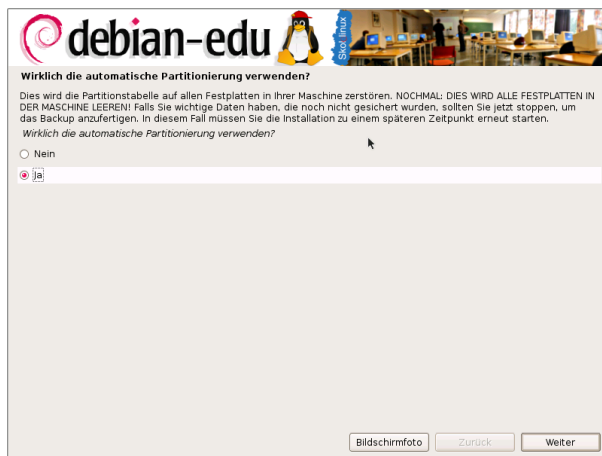 debian-edu
Skolelinux
Wirklich die automatische Partitionierung verwenden?
Dies wird die Partitionstabelle auf allen Festplatten in Ihrer Maschine zerstören. NOCHMAL: DIES WIRD ALLE FESTPLATTEN IN
DER MASCHINE LEEREN! Falls Sie wichtige Daten haben, die noch nicht gesichert wurden, sollten Sie jetzt stoppen, um
das Backup anzufertigen. In diesem Fall müssen Sie die Installation zu einem späteren Zeitpunkt erneut starten.
Wirklich die automatische Partitionierung verwenden?
Nein
Ja
Bildschirmfoto
Zurück
Weiter